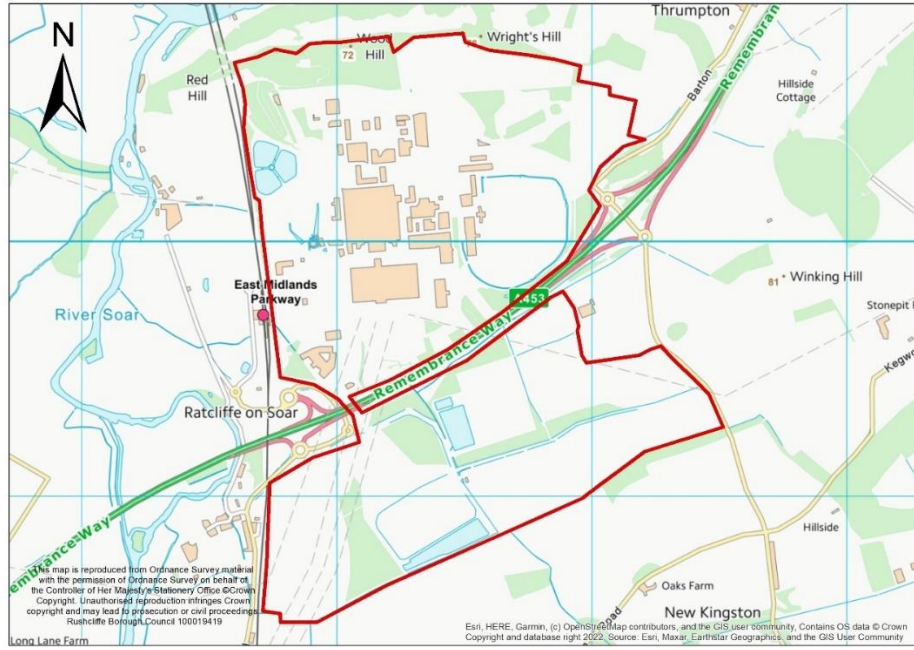 Thrumpton
N
Wood
Hill
72
Wright's Hill
Red
Hill
Barton
Remembran
Hillside
Cottage
East Midlands
Parkway
River Soar
A453
81
Winking Hill
Stonepit
Remembrance Way
Kegwo
Ratcliffe on Soar
Remembrance Way
Hillside
Oaks Farm
New Kingston
Road
Long Lane Farm
This map is reproduced from Ordnance Survey material
with the permission of Ordnance Survey on behalf of
the Controller of Her Majesty's Stationery Office ©Crown
Copyright. Unauthorised reproduction infringes Crown
copyright and may lead to prosecution or civil proceedings
Rushcliffe Borough Council 100019419
Esri, HERE, Garmin, (c) OpenStreetMap contributors, and the GIS user community, Contains OS data © Crown
Copyright and database right 2022, Source: Esri, Maxar, Earthstar Geographics, and the GIS User Community